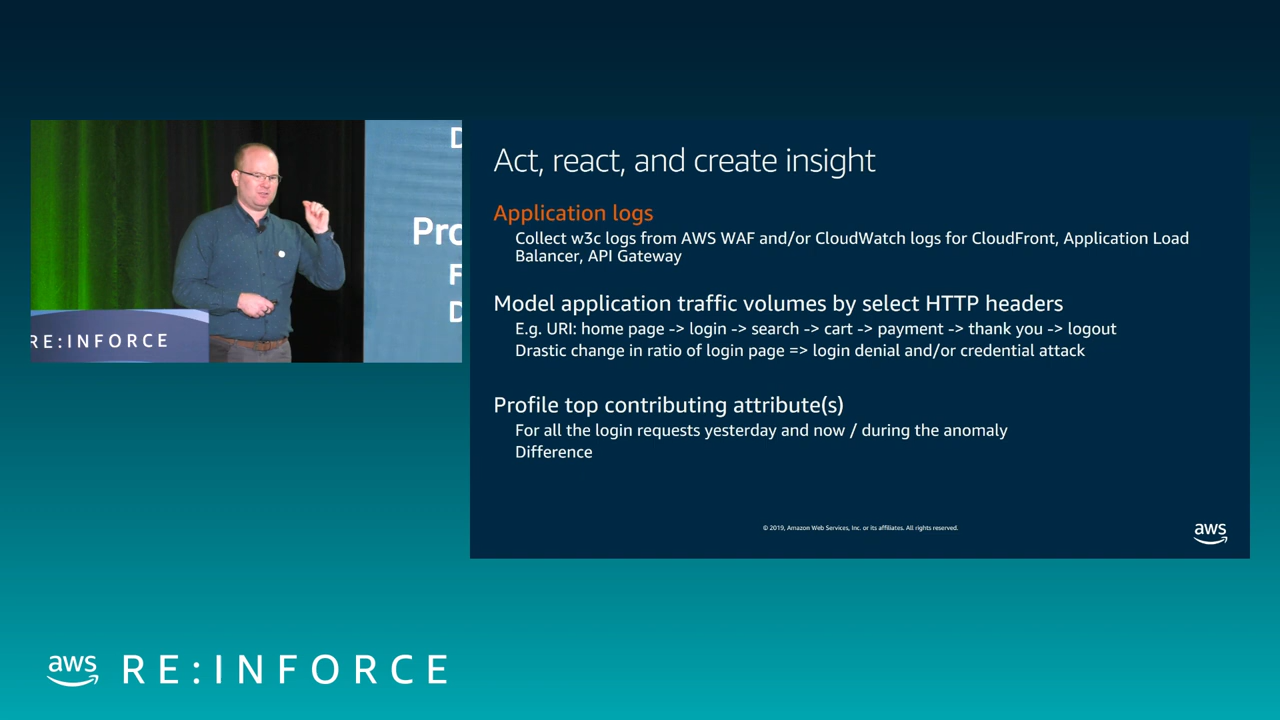 D
Pro
F
D
RE:INFORCE
Act, react, and create insight
Application logs
Collect w3c logs from AWS WAF and/or CloudWatch logs for CloudFront, Application Load
Balancer, API Gateway
Model application traffic volumes by select HTTP headers
E.g. URI: home page -> login -> search -> cart -> payment -> thank you -> logout
Drastic change in ratio of login page => login denial and/or credential attack
Profile top contributing attribute(s)
For all the login requests yesterday and now / during the anomaly
Difference
© 2019, Amazon Web Services, Inc. or its affiliates. All rights reserved.
aws
aws RE:INFORCE